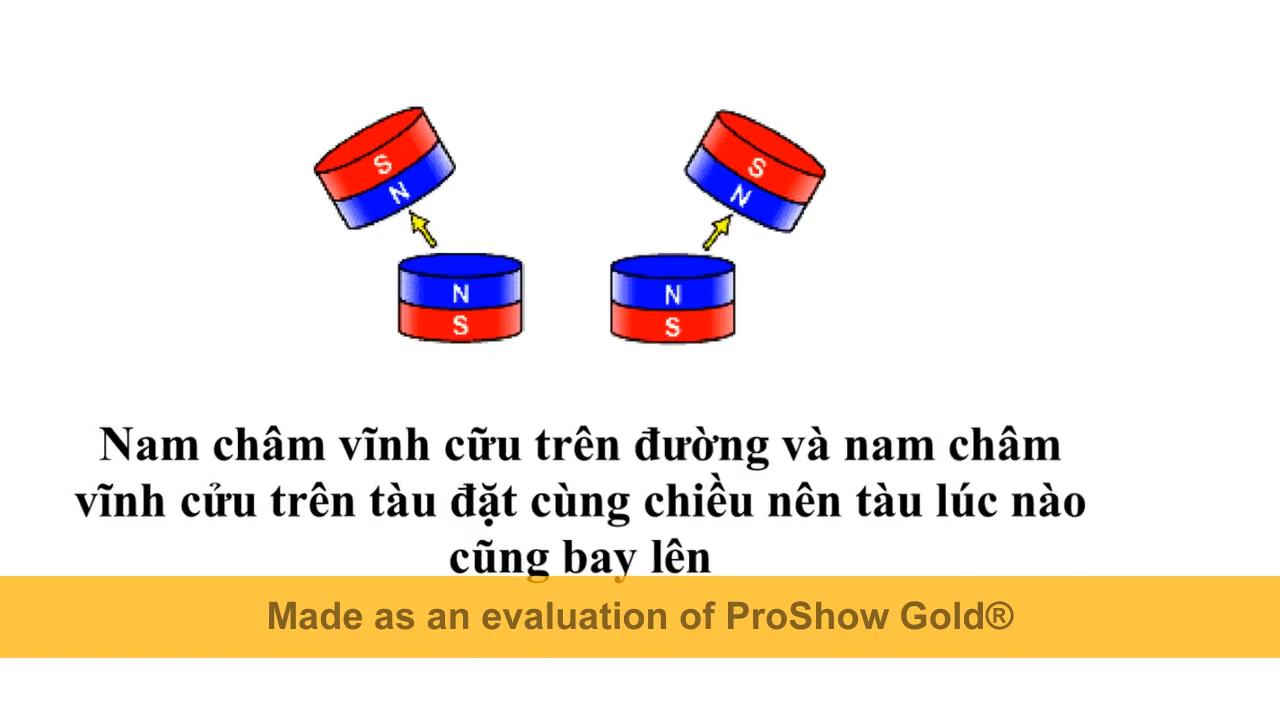 S
N
S
N
N
S
N
S
Nam châm vĩnh cữu trên đường và nam châm
vĩnh cửu trên tàu đặt cùng chiều nên tàu lúc nào
cũng bay lên
Made as an evaluation of ProShow Gold®